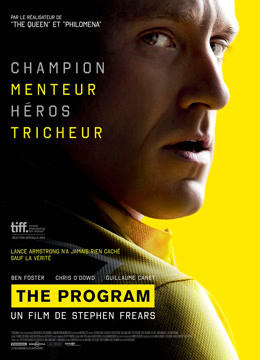 PAR LE RÉALISATEUR DE
"THE QUEEN" ET "PHILOMENA"
CHAMPION
MENTEUR
HÉROS
TRICHEUR
tiff.
LANCE ARMSTRONG N'A JAMAIS RIEN CACHÉ
SAUF LA VÉRITÉ
BEN FOSTER CHRIS O'DOWD GUILLAUME CANET
THE PROGRAM
UN FILM DE STEPHEN FREARS